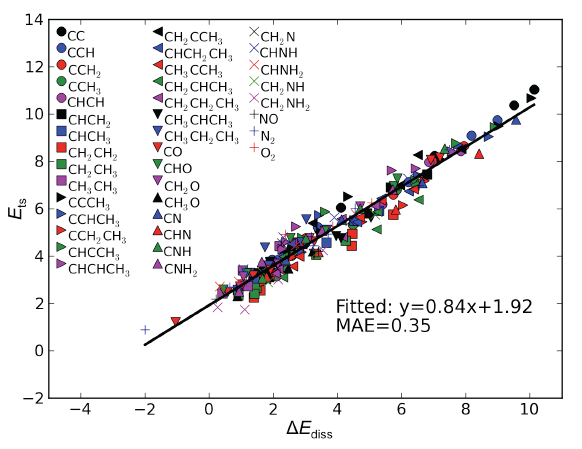 14
12
10
8
6
4
2
0
−2
E_ts
CC
CCH
CCH₂
CCH₃
CHCH
CHCH₂
CHCH₃
CH₂CH₂
CH₂CH₃
CH₃CH₃
CCCH₃
CCHCH₃
CCH₂CH₃
CHCCH₃
CHCHCH₃
CH₂CCH₃
CHCH₂CH₃
CH₃CCH₃
CH₂CHCH₃
CH₂CH₂CH₃
CH₃CHCH₃
CH₃CH₂CH₃
CO
CHO
CH₂O
CH₃O
CN
CHN
CNH
CNH₂
CH₂N
CHNH
CHNH₂
CH₂NH
CH₂NH₂
NO
N₂
O₂
Fitted: y=0.84x+1.92
MAE=0.35
−4 −2 0 2 4 6 8 10
ΔE_diss